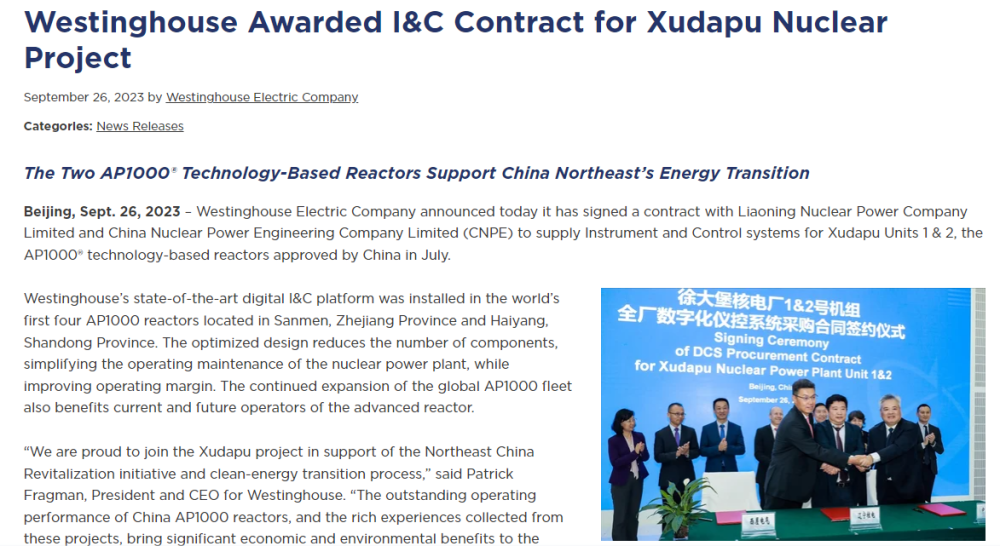 Westinghouse Awarded I&C Contract for Xudapu Nuclear
Project
September 26, 2023 by Westinghouse Electric Company
Categories: News Releases
The Two AP1000® Technology-Based Reactors Support China Northeast’s Energy Transition
Beijing, Sept. 26, 2023 – Westinghouse Electric Company announced today it has signed a contract with Liaoning Nuclear Power Company
Limited and China Nuclear Power Engineering Company Limited (CNPE) to supply Instrument and Control systems for Xudapu Units 1 & 2, the
AP1000® technology-based reactors approved by China in July.
Westinghouse’s state-of-the-art digital I&C platform was installed in the world’s
first four AP1000 reactors located in Sanmen, Zhejiang Province and Haiyang,
Shandong Province. The optimized design reduces the number of components,
simplifying the operating maintenance of the nuclear power plant, while
improving operating margin. The continued expansion of the global AP1000 fleet
also benefits current and future operators of the advanced reactor.
“We are proud to join the Xudapu project in support of the Northeast China
Revitalization initiative and clean-energy transition process,” said Patrick
Fragman, President and CEO for Westinghouse. “The outstanding operating
performance of China AP1000 reactors, and the rich experiences collected from
these projects, bring significant economic and environmental benefits to the
徐大堡核电厂1&2号机组
全厂数字化仪控系统采购合同签约仪式
Signing Ceremony
of DCS Procurement Contract
for Xudapu Nuclear Power Plant Unit 1&2
Beijing,
September 26,